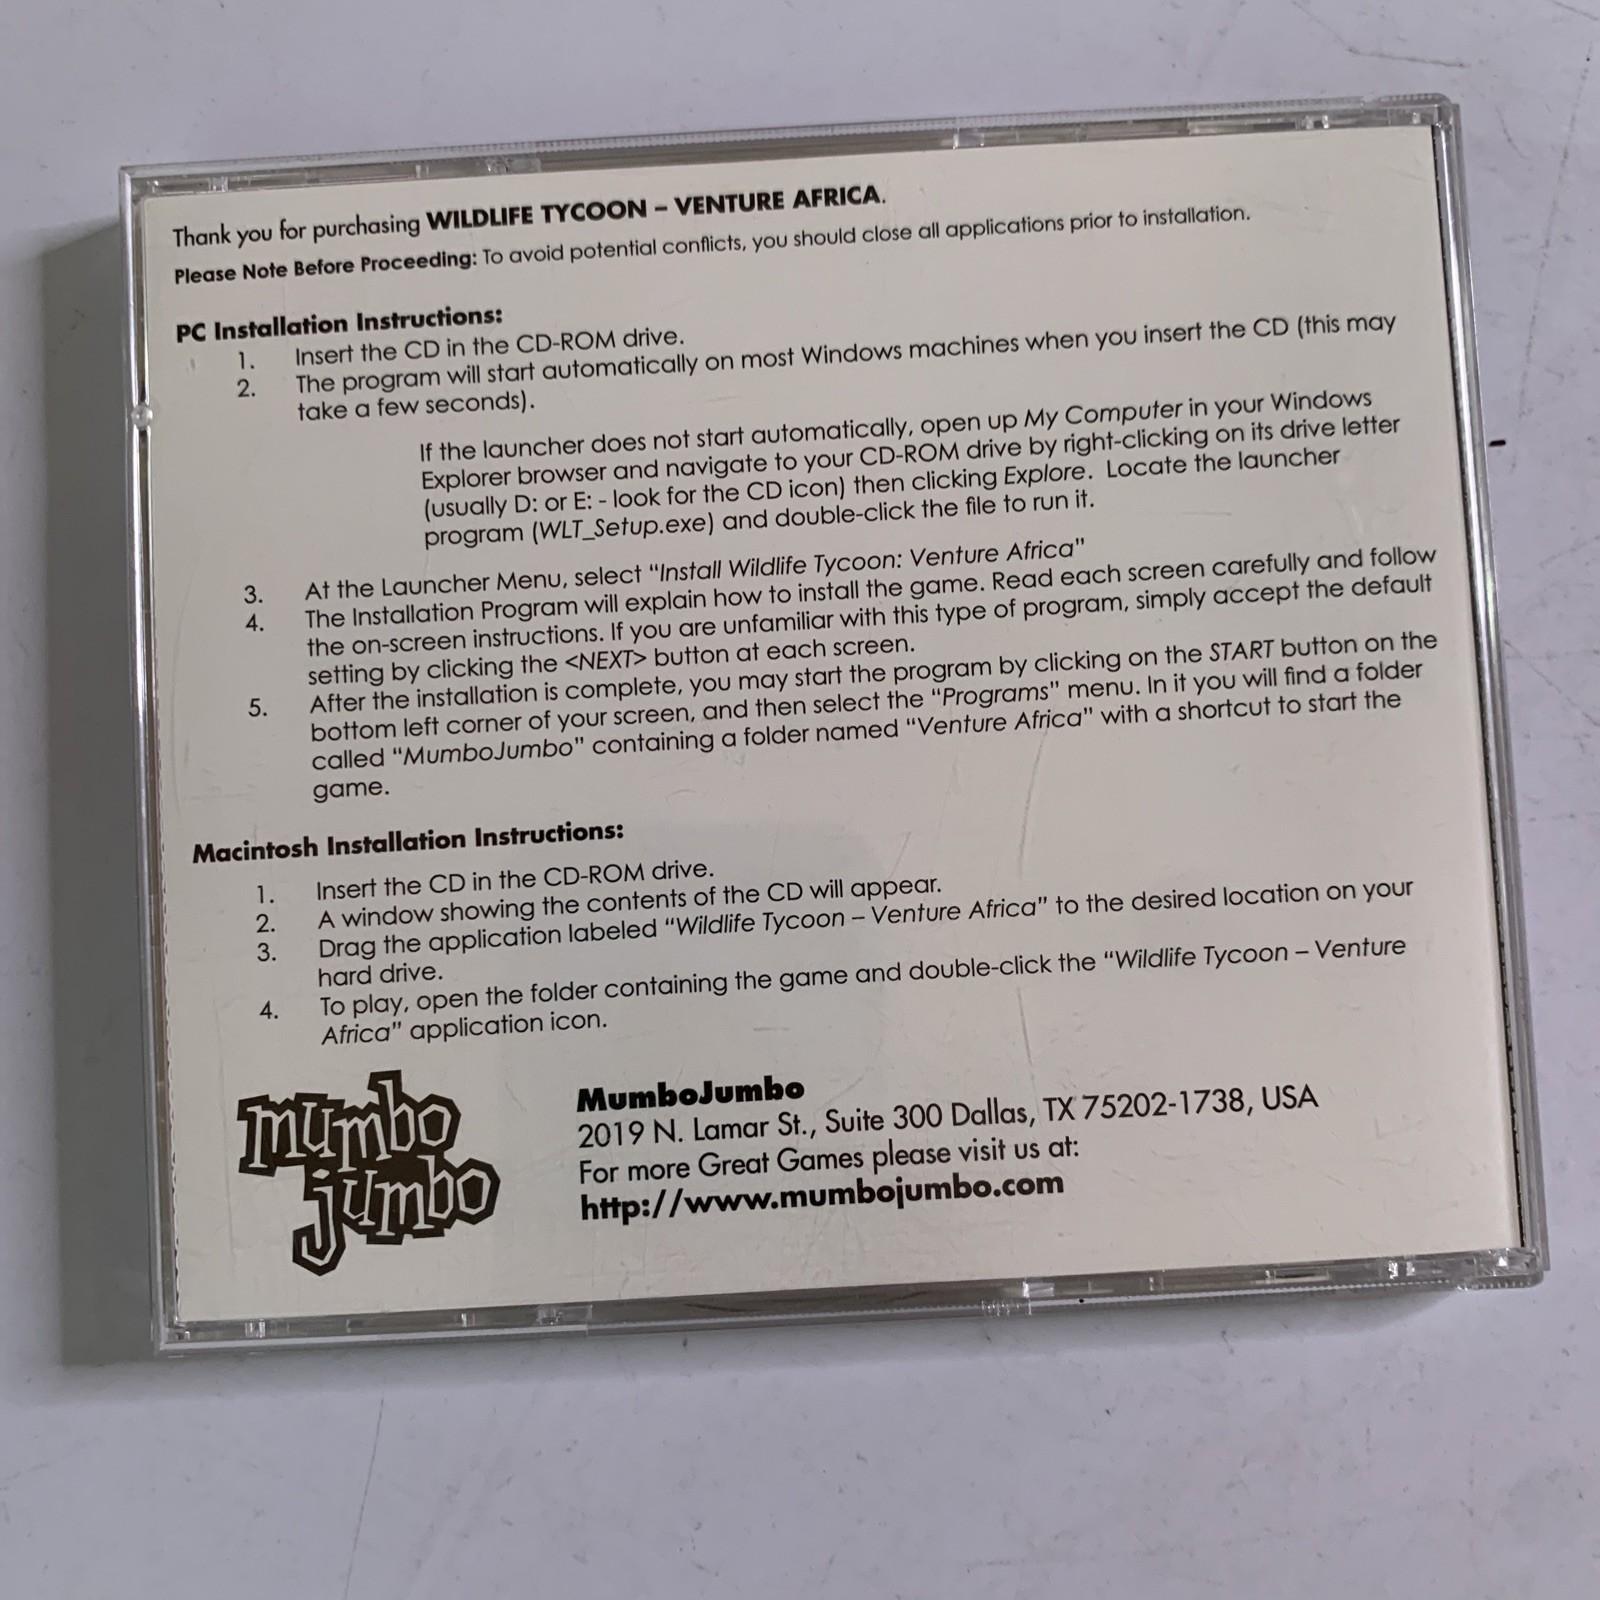 Thank you for purchasing WILDLIFE TYCOON – VENTURE AFRICA.
Please Note Before Proceeding: To avoid potential conflicts, you should close all applications prior to installation.
PC Installation Instructions:
1. Insert the CD in the CD-ROM drive.
2. The program will start automatically on most Windows machines when you insert the CD (this may
take a few seconds).
If the launcher does not start automatically, open up My Computer in your Windows
Explorer browser and navigate to your CD-ROM drive by right-clicking on its drive letter
(usually D: or E: - look for the CD icon) then clicking Explore. Locate the launcher
program (WLT_Setup.exe) and double-click the file to run it.
3. At the Launcher Menu, select “Install Wildlife Tycoon: Venture Africa”
4. The Installation Program will explain how to install the game. Read each screen carefully and follow
the on-screen instructions. If you are unfamiliar with this type of program, simply accept the default
setting by clicking the <NEXT> button at each screen.
5. After the installation is complete, you may start the program by clicking on the START button on the
bottom left corner of your screen, and then select the “Programs” menu. In it you will find a folder
called “MumboJumbo” containing a folder named “Venture Africa” with a shortcut to start the
game.
Macintosh Installation Instructions:
1. Insert the CD in the CD-ROM drive.
2. A window showing the contents of the CD will appear.
3. Drag the application labeled “Wildlife Tycoon – Venture Africa” to the desired location on your
hard drive.
4. To play, open the folder containing the game and double-click the “Wildlife Tycoon – Venture
Africa” application icon.
mumbo
jumbo
MumboJumbo
2019 N. Lamar St., Suite 300 Dallas, TX 75202-1738, USA
For more Great Games please visit us at:
http://www.mumbojumbo.com